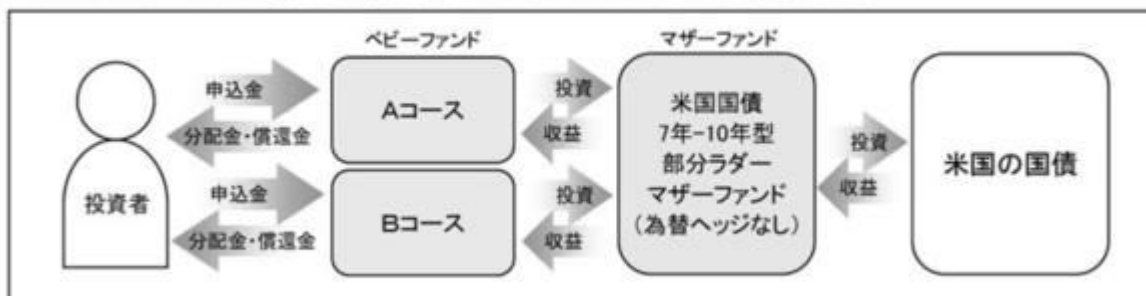 ベビーファンド
マザーファンド
申込金
分配金・償還金
投資者
申込金
分配金・償還金
Aコース
Bコース
投資
収益
投資
収益
米国国債
7年-10年型
部分ラダー
マザーファンド
(為替ヘッジなし)
投資
収益
米国の国債